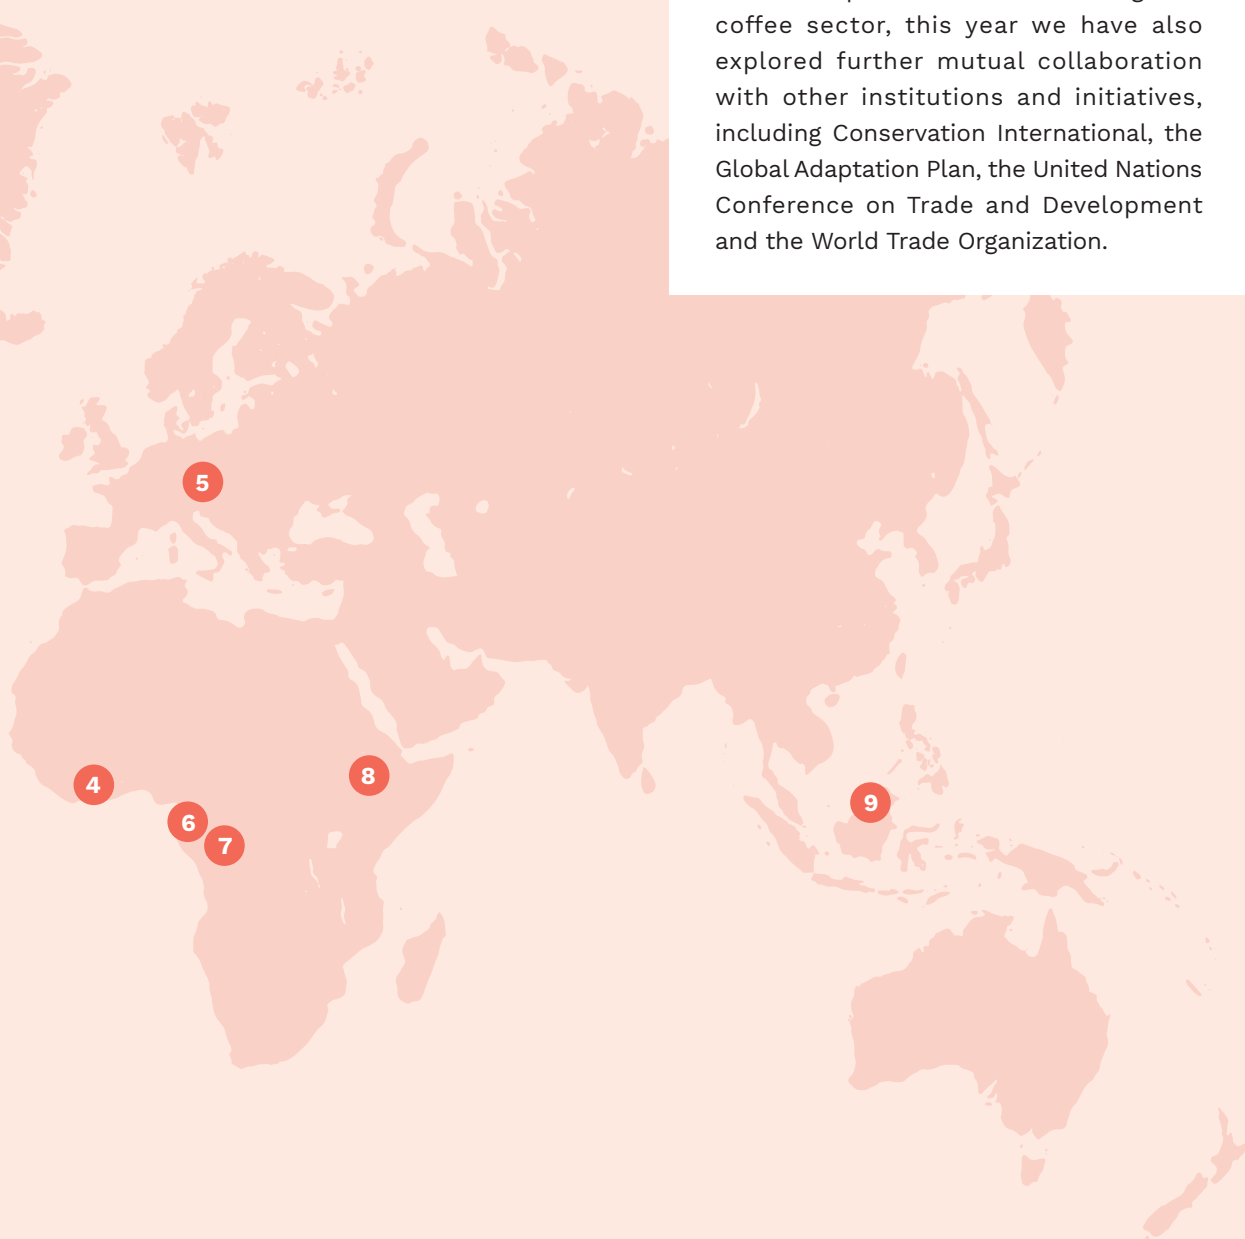 coffee sector, this year we have also
explored further mutual collaboration
with other institutions and initiatives,
including Conservation International, the
Global Adaptation Plan, the United Nations
Conference on Trade and Development
and the World Trade Organization.
5
4
8
6
7
9